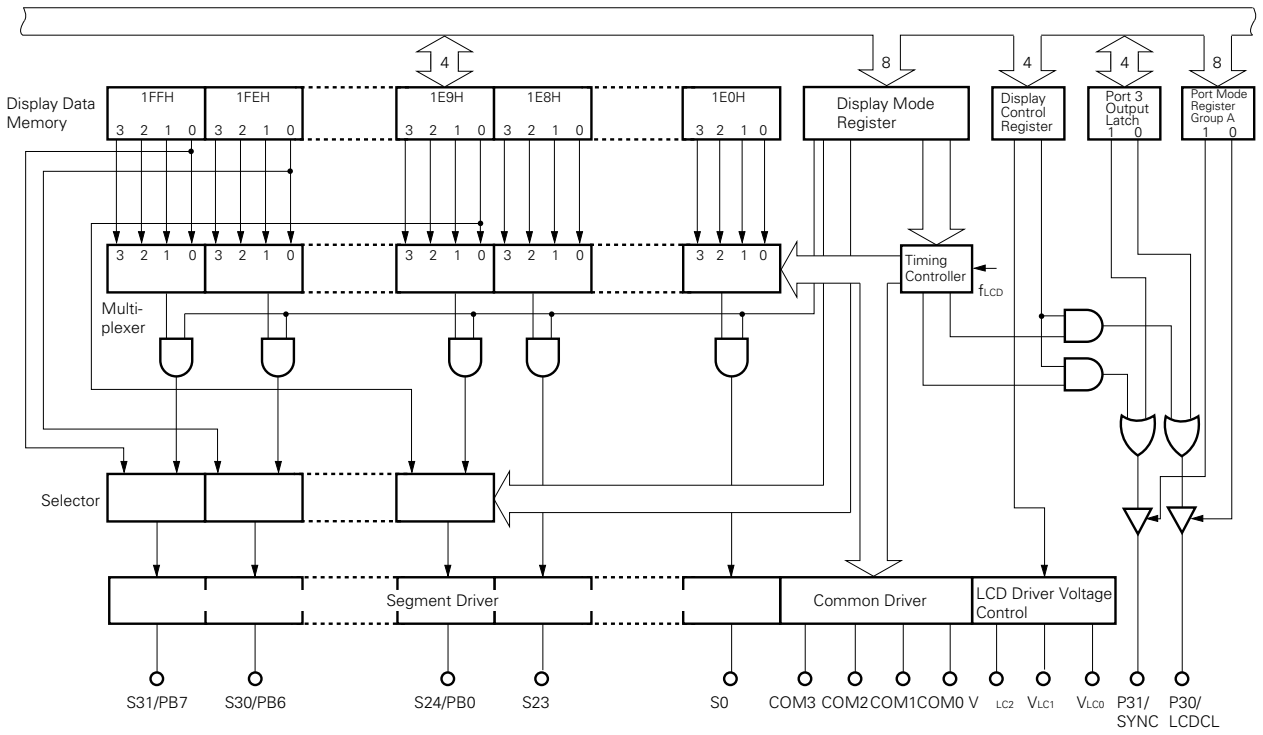 4 8 4 4 8
Display Data
Memory
1FFH 1FEH 1E9H 1E8H 1E0H
3 2 1 0 3 2 1 0 3 2 1 0 3 2 1 0 3 2 1 0
Display Mode
Register
Display
Control
Register
Port 3
Output
Latch
1 0
Port Mode
Register
Group A
1 0
3 2 1 0 3 2 1 0 3 2 1 0 3 2 1 0 3 2 1 0
Timing
Controller
fLCD
Multi-
plexer
Selector
Segment Driver
Common Driver
LCD Driver Voltage
Control
S31/PB7 S30/PB6 S24/PB0 S23 S0 COM3 COM2 COM1 COM0 V LC2 VLC1 VLC0
P31/
SYNC
P30/
LCDCL